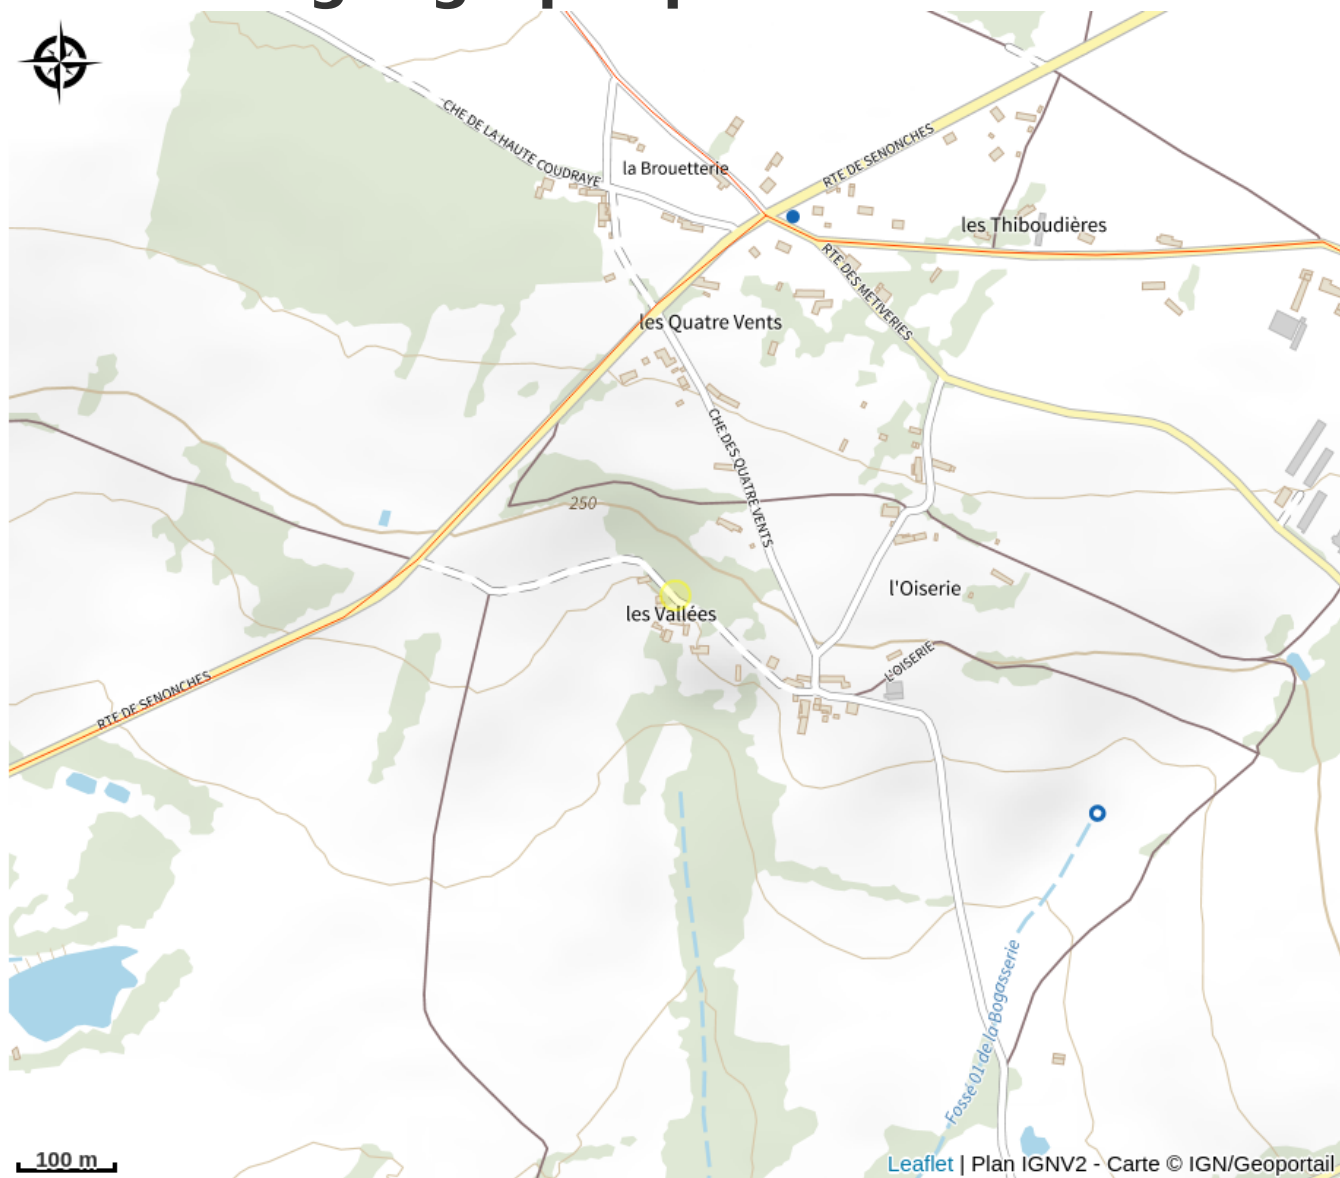 CHE DE LA HAUTE COUDRAYE
la Brouetterie
RTE DE SENONCHES
les Thiboudières
RTE DES METIVERIES
les Quatre Vents
CHE DES QUATRE VENTS
250
l'Oiserie
les Vallées
L'OISERIE
RTE DE SENONCHES
Fossé 01 de la Bogasserie
100 m
Leaflet | Plan IGNV2 - Carte © IGN/Geoportail